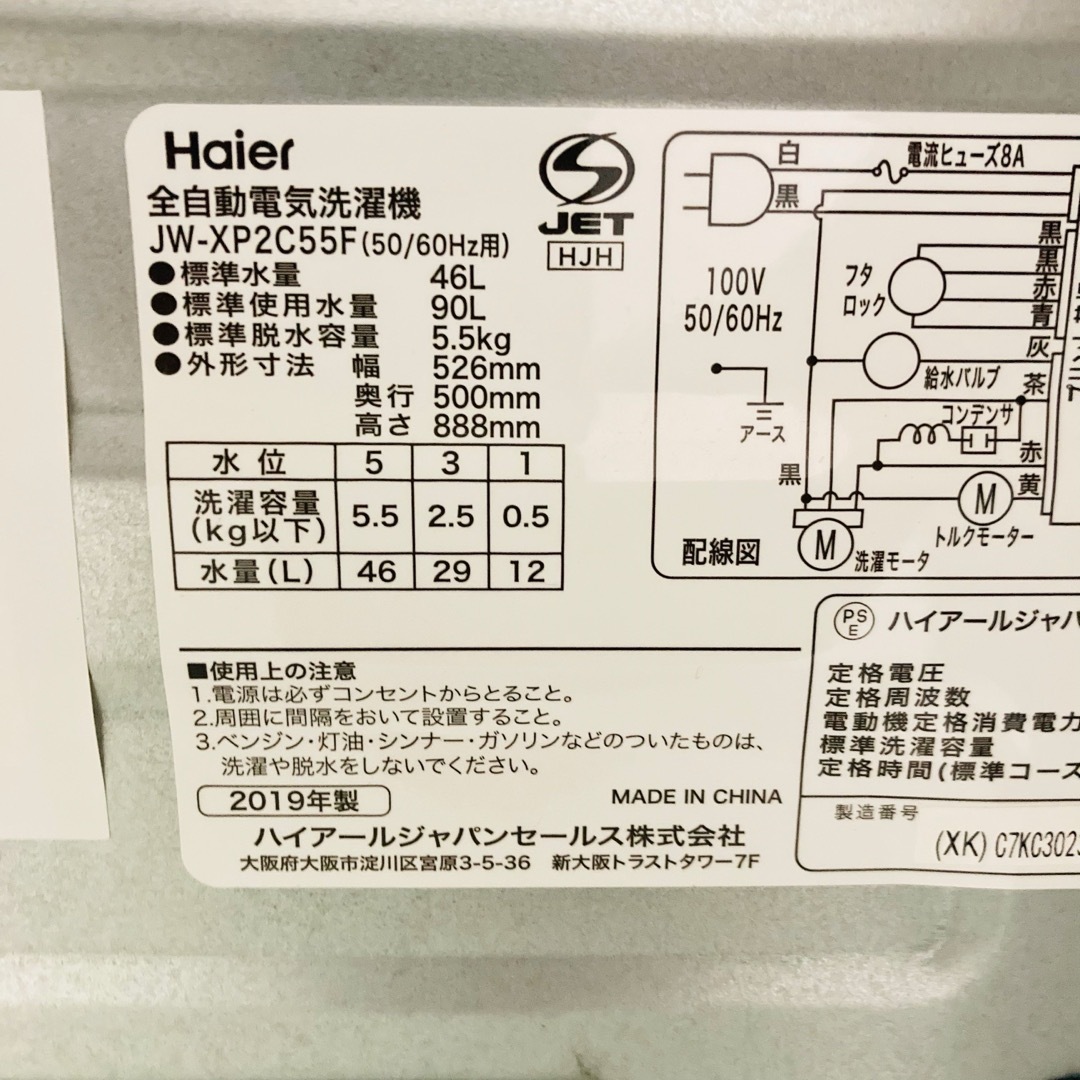 Haier
全自動電気洗濯機
JW-XP2C55F(50/60Hz用)
●標準水量 46L
●標準使用水量 90L
●標準脱水容量 5.5kg
●外形寸法 幅 526mm
奥行 500mm
高さ 888mm
水位 5 3 1
洗濯容量(kg以下) 5.5 2.5 0.5
水量(L) 46 29 12
JET
HJH
白
電流ヒューズ8A
黒
100V
50/60Hz
フタ
ロック
黒
黒
赤
青
灰
給水バルブ
茶
コンデンサ
アース
赤
黒
黄
M
トルクモーター
配線図
M
洗濯モータ
■使用上の注意
1.電源は必ずコンセントからとること。
2.周囲に間隔をおいて設置すること。
3.ベンジン・灯油・シンナー・ガソリンなどのついたものは、
洗濯や脱水をしないでください。
2019年製
MADE IN CHINA
ハイアールジャパンセールス株式会社
大阪府大阪市淀川区宮原3-5-36 新大阪トラストタワー7F
PSE ハイアールジャパ
定格電圧
定格周波数
電動機定格消費電力
標準洗濯容量
定格時間(標準コース
製造番号
(XK) C7KC302